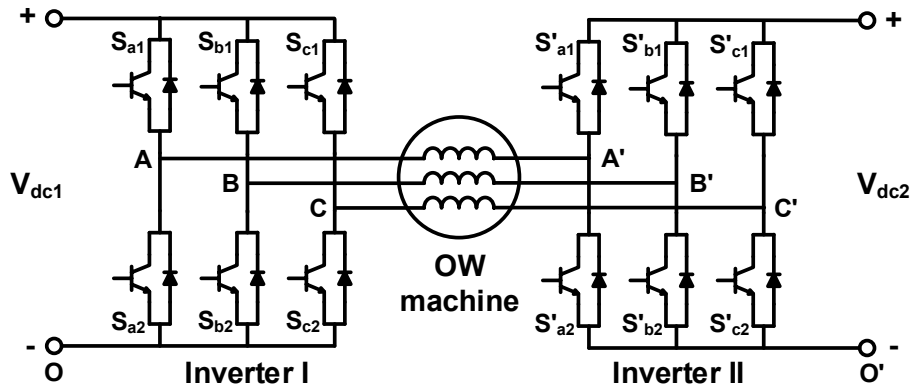 +
S_a1
S_b1
S_c1
S'_a1
S'_b1
S'_c1
+
A
A'
V_dc1
B
B'
V_dc2
C
C'
OW
machine
S_a2
S_b2
S_c2
S'_a2
S'_b2
S'_c2
-
-
O
Inverter I
Inverter II
O'